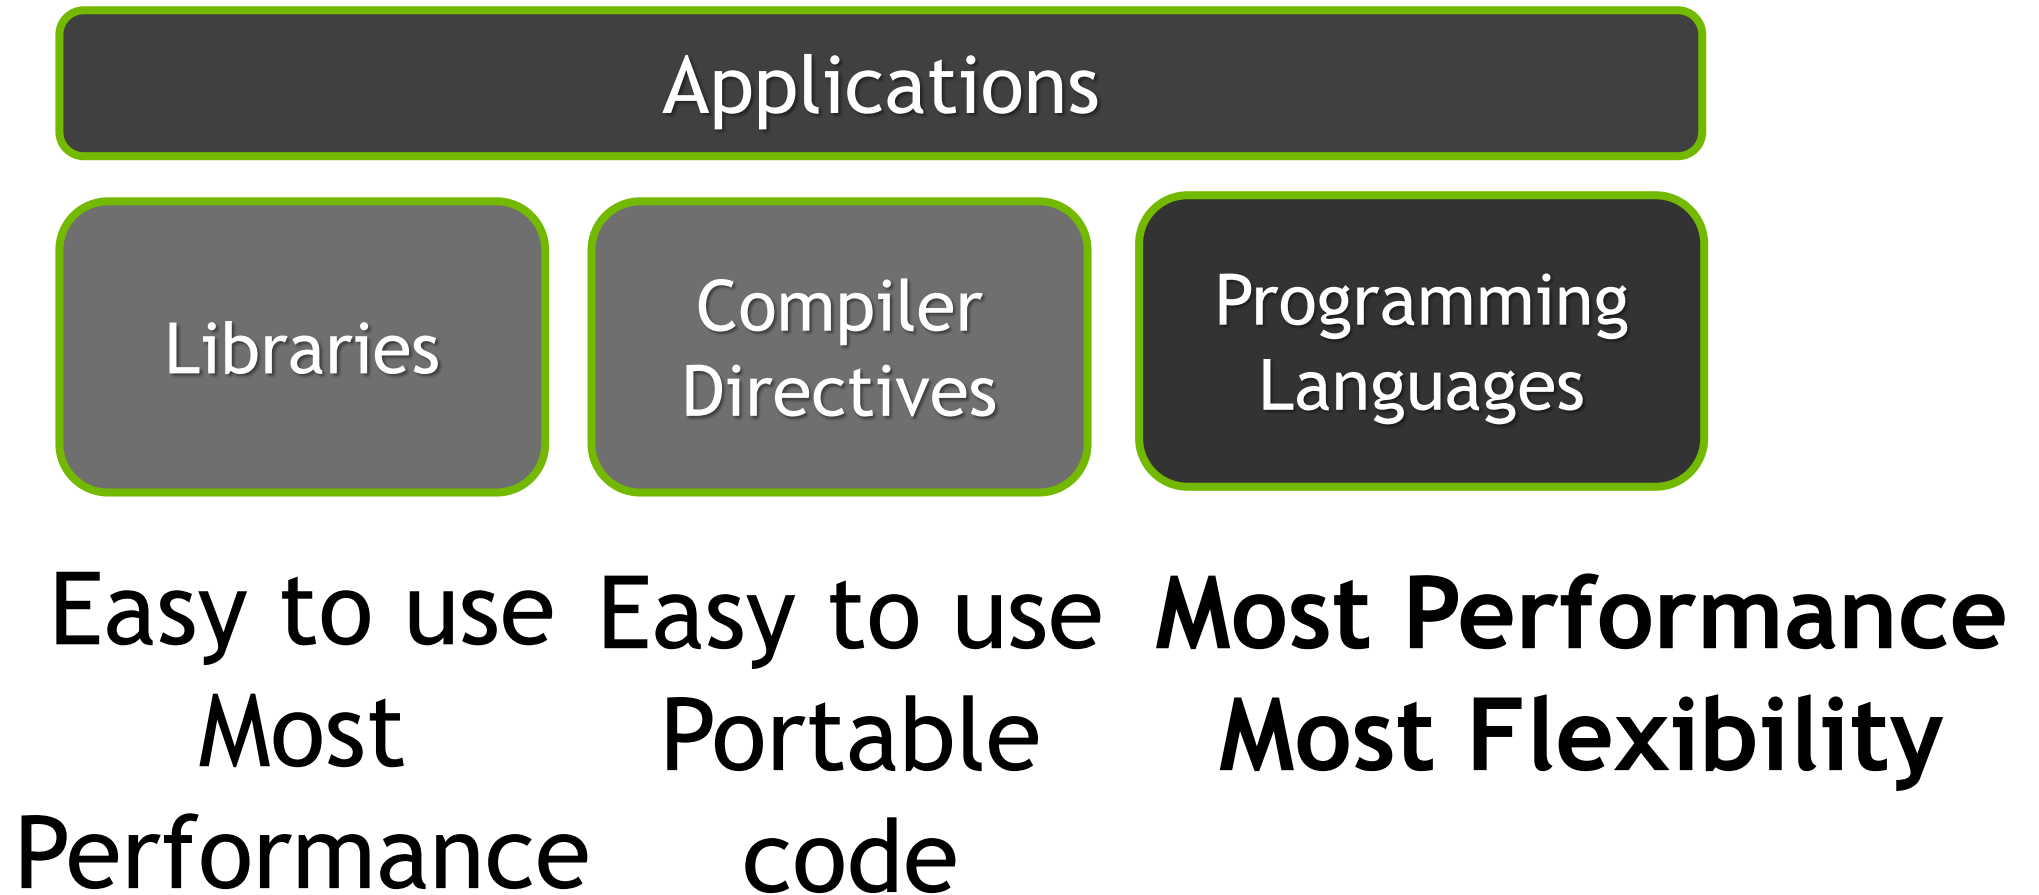 Applications
Libraries
Compiler
Directives
Programming
Languages
Easy to use
Most
Performance
Easy to use
Portable
code
Most Performance
Most Flexibility